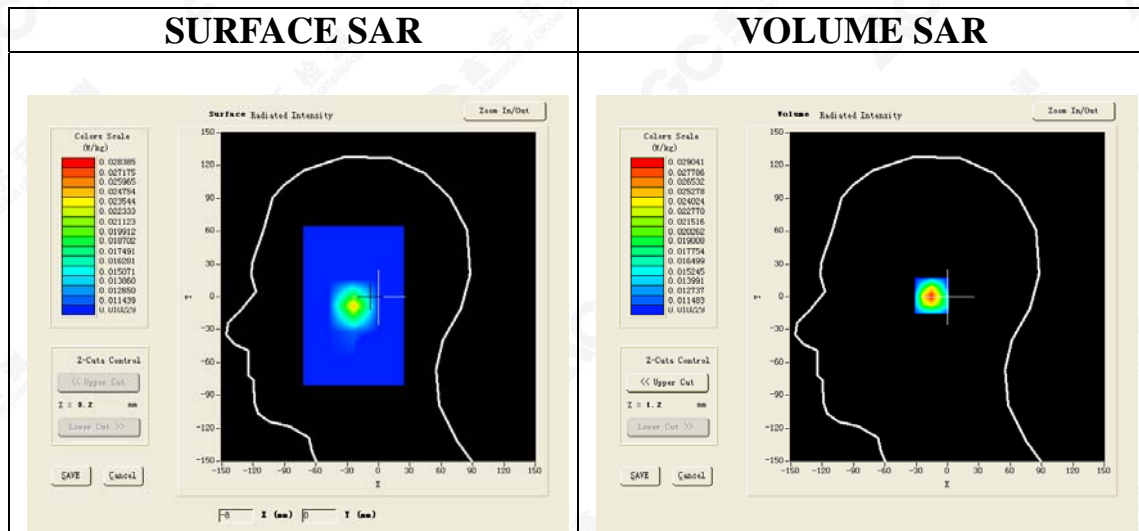 SURFACE SAR
VOLUME SAR
Surface Radiated Intensity
Zoom In/Out
Colors Scale
(W/kg)
0.028385
0.027175
0.025965
0.024754
0.023544
0.022333
0.021123
0.019912
0.018702
0.017491
0.016281
0.015071
0.013860
0.012650
0.011439
0.010229
150
120
90
60
30
0
-30
-60
-90
-120
-150
Y
-150 -120 -90 -60 -30 0 30 60 90 120 150
X
Z-Cuts Control
<< Upper Cut
Z = 3.2 mm
Lower Cut >>
SAVE Cancel
-8 X (mm) 0 Y (mm)
Volume Radiated Intensity
Zoom In/Out
Colors Scale
(W/kg)
0.029041
0.027786
0.026532
0.025278
0.024024
0.022770
0.021516
0.020262
0.019008
0.017754
0.016499
0.015245
0.013991
0.012737
0.011483
0.010229
150
120
90
60
30
0
-30
-60
-90
-120
-150
Y
-150 -120 -90 -60 -30 0 30 60 90 120 150
X
Z-Cuts Control
<< Upper Cut
Z = 1.2 mm
Lower Cut >>
SAVE Cancel